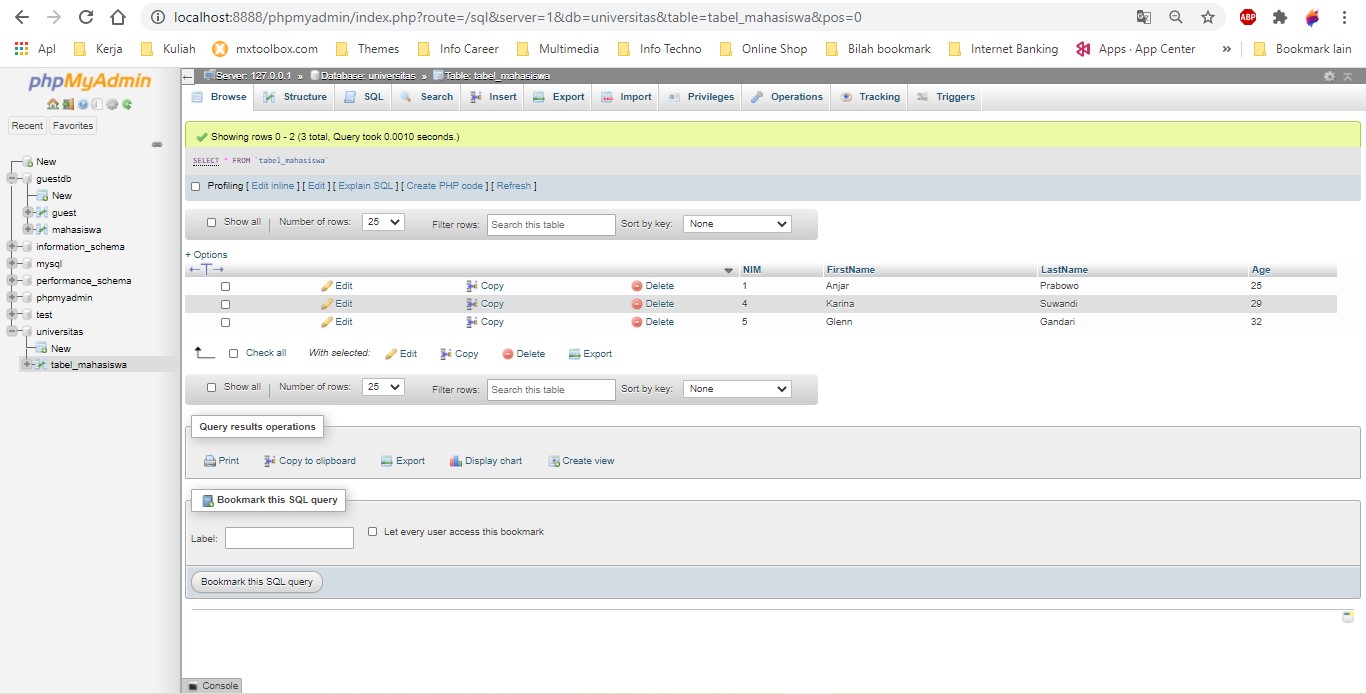 localhost:8888/phpmyadmin/index.php?route=/sql&server=1&db=universitas&table=tabel_mahasiswa&pos=0
ABP
Apl Kerja Kuliah mxtoolbox.com Themes Info Career Multimedia Info Techno Online Shop Bilah bookmark Internet Banking Apps · App Center » Bookmark lain
phpMyAdmin
Recent Favorites
New
guestdb
New
guest
mahasiswa
information_schema
mysql
performance_schema
phpmyadmin
test
universitas
New
tabel_mahasiswa
Server: 127.0.0.1 » Database: universitas » Table: tabel_mahasiswa
Browse Structure SQL Search Insert Export Import Privileges Operations Tracking Triggers
Showing rows 0 - 2 (3 total, Query took 0.0010 seconds.)
SELECT * FROM `tabel_mahasiswa`
Profiling [ Edit inline ] [ Edit ] [ Explain SQL ] [ Create PHP code ] [ Refresh ]
Show all Number of rows: 25 Filter rows: Search this table Sort by key: None
+ Options
←T→ NIM FirstName LastName Age
Edit Copy Delete 1 Anjar Prabowo 25
Edit Copy Delete 4 Karina Suwandi 29
Edit Copy Delete 5 Glenn Gandari 32
Check all With selected: Edit Copy Delete Export
Show all Number of rows: 25 Filter rows: Search this table Sort by key: None
Query results operations
Print Copy to clipboard Export Display chart Create view
Bookmark this SQL query
Label: Let every user access this bookmark
Bookmark this SQL query
Console